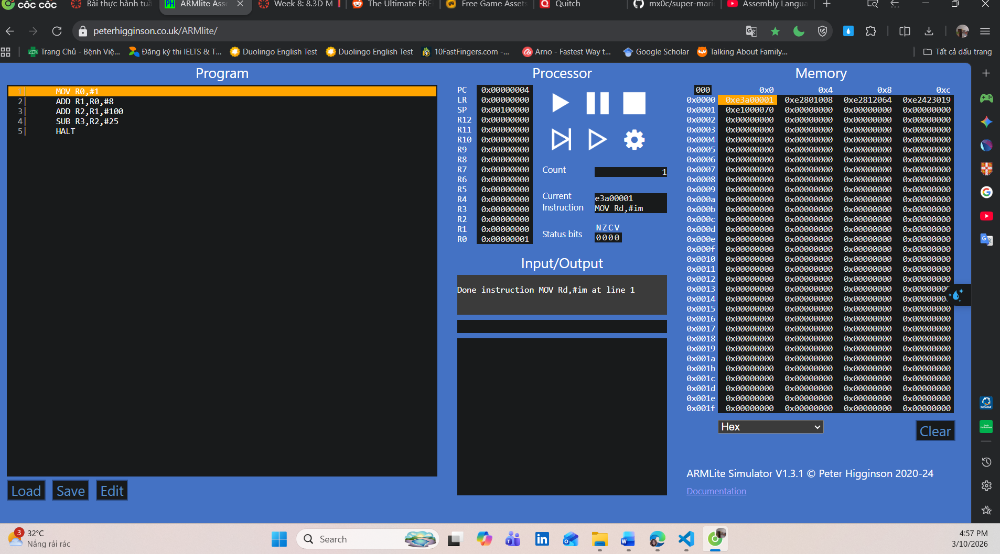 CỐC CỐC
Bài thực hành tuầ
PH ARMlite Asse
Week 8: 8.3D M
The Ultimate FREE
Free Game Assets
Quitch
mx0c/super-mari
Assembly Langua
peterhigginson.co.uk/ARMlite/
Trang Chủ - Bệnh Việ...
Đăng ký thi IELTS & T...
Duolingo English Test
Duolingo English Test
10FastFingers.com -...
Arno - Fastest Way t...
Google Scholar
Talking About Family...
Tất cả dấu trang
Program
1| MOV R0,#1
2| ADD R1,R0,#8
3| ADD R2,R1,#100
4| SUB R3,R2,#25
5| HALT
Load Save Edit
Processor
PC 0x00000004
LR 0x00000000
SP 0x00100000
R12 0x00000000
R11 0x00000000
R10 0x00000000
R9 0x00000000
R8 0x00000000
R7 0x00000000
R6 0x00000000
R5 0x00000000
R4 0x00000000
R3 0x00000000
R2 0x00000000
R1 0x00000000
R0 0x00000001
Count 1
Current
Instruction
e3a00001
MOV Rd,#im
Status bits
NZCV
0000
Input/Output
Done instruction MOV Rd,#im at line 1
Memory
000 0x0 0x4 0x8 0xc
0x0000 0xe3a00001 0xe2801008 0xe2812064 0xe2423019
0x0001 0xe1000070 0x00000000 0x00000000 0x00000000
0x0002 0x00000000 0x00000000 0x00000000 0x00000000
0x0003 0x00000000 0x00000000 0x00000000 0x00000000
0x0004 0x00000000 0x00000000 0x00000000 0x00000000
0x0005 0x00000000 0x00000000 0x00000000 0x00000000
0x0006 0x00000000 0x00000000 0x00000000 0x00000000
0x0007 0x00000000 0x00000000 0x00000000 0x00000000
0x0008 0x00000000 0x00000000 0x00000000 0x00000000
0x0009 0x00000000 0x00000000 0x00000000 0x00000000
0x000a 0x00000000 0x00000000 0x00000000 0x00000000
0x000b 0x00000000 0x00000000 0x00000000 0x00000000
0x000c 0x00000000 0x00000000 0x00000000 0x00000000
0x000d 0x00000000 0x00000000 0x00000000 0x00000000
0x000e 0x00000000 0x00000000 0x00000000 0x00000000
0x000f 0x00000000 0x00000000 0x00000000 0x00000000
0x0010 0x00000000 0x00000000 0x00000000 0x00000000
0x0011 0x00000000 0x00000000 0x00000000 0x00000000
0x0012 0x00000000 0x00000000 0x00000000 0x00000000
0x0013 0x00000000 0x00000000 0x00000000 0x00000000
0x0014 0x00000000 0x00000000 0x00000000 0x0000000
0x0015 0x00000000 0x00000000 0x00000000 0x00000000
0x0016 0x00000000 0x00000000 0x00000000 0x00000000
0x0017 0x00000000 0x00000000 0x00000000 0x00000000
0x0018 0x00000000 0x00000000 0x00000000 0x00000000
0x0019 0x00000000 0x00000000 0x00000000 0x00000000
0x001a 0x00000000 0x00000000 0x00000000 0x00000000
0x001b 0x00000000 0x00000000 0x00000000 0x00000000
0x001c 0x00000000 0x00000000 0x00000000 0x00000000
0x001d 0x00000000 0x00000000 0x00000000 0x00000000
0x001e 0x00000000 0x00000000 0x00000000 0x00000000
0x001f 0x00000000 0x00000000 0x00000000 0x00000000
Hex
Clear
ARMLite Simulator V1.3.1 © Peter Higginson 2020-24
Documentation
3
32°C
Nắng rải rác
Search
4:57 PM
3/10/2026